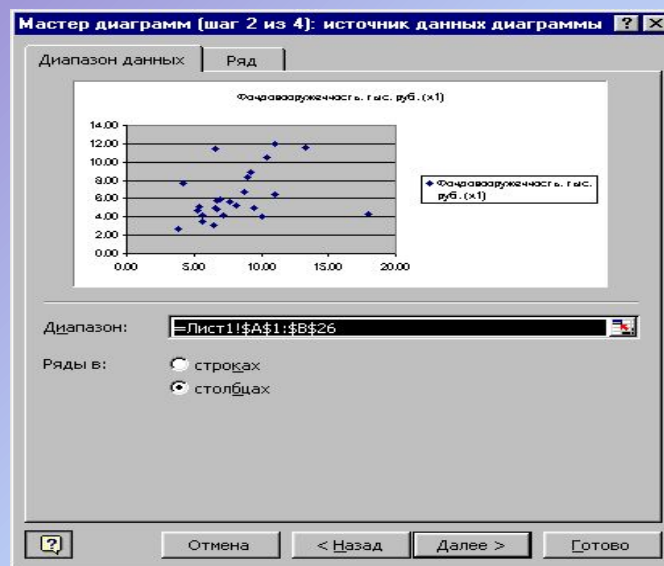 Мастер диаграмм (шаг 2 из 4): источник данных диаграммы
Диапазон данных Ряд
Фондовооруженность, тыс. руб. (x1)
14.00
12.00
10.00
8.00
6.00
4.00
2.00
0.00
0.00 5.00 10.00 15.00 20.00
Фондовооруженность, тыс.
руб. (x1)
Диапазон: =Лист1!$A$1:$B$26
Ряды в: строках
столбцах
Отмена < Назад Далее > Готово